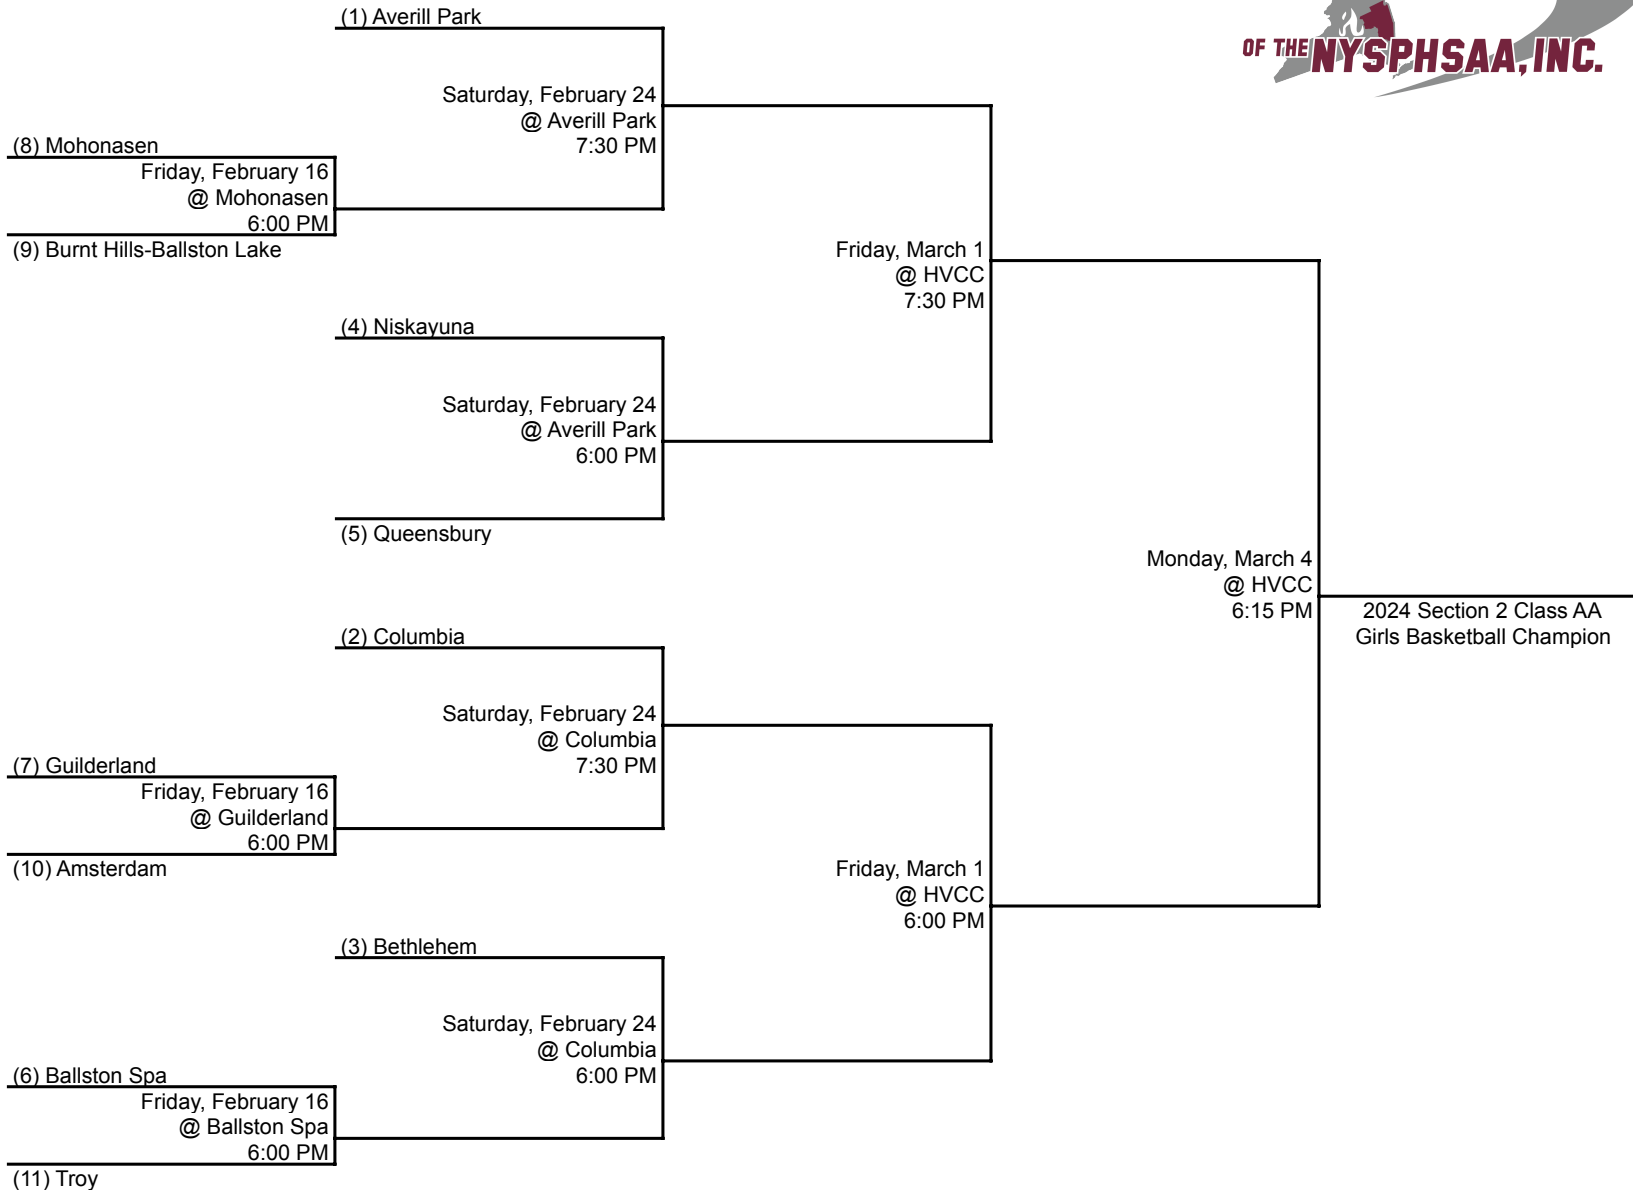 (1) Averill Park
OF THE NYSPHSAA, INC.
Saturday, February 24
@ Averill Park
7:30 PM
(8) Mohonasen
Friday, February 16
@ Mohonasen
6:00 PM
(9) Burnt Hills-Ballston Lake
Friday, March 1
@ HVCC
7:30 PM
(4) Niskayuna
Saturday, February 24
@ Averill Park
6:00 PM
(5) Queensbury
Monday, March 4
@ HVCC
6:15 PM
2024 Section 2 Class AA
Girls Basketball Champion
(2) Columbia
Saturday, February 24
@ Columbia
7:30 PM
(7) Guilderland
Friday, February 16
@ Guilderland
6:00 PM
(10) Amsterdam
Friday, March 1
@ HVCC
6:00 PM
(3) Bethlehem
Saturday, February 24
@ Columbia
6:00 PM
(6) Ballston Spa
Friday, February 16
@ Ballston Spa
6:00 PM
(11) Troy